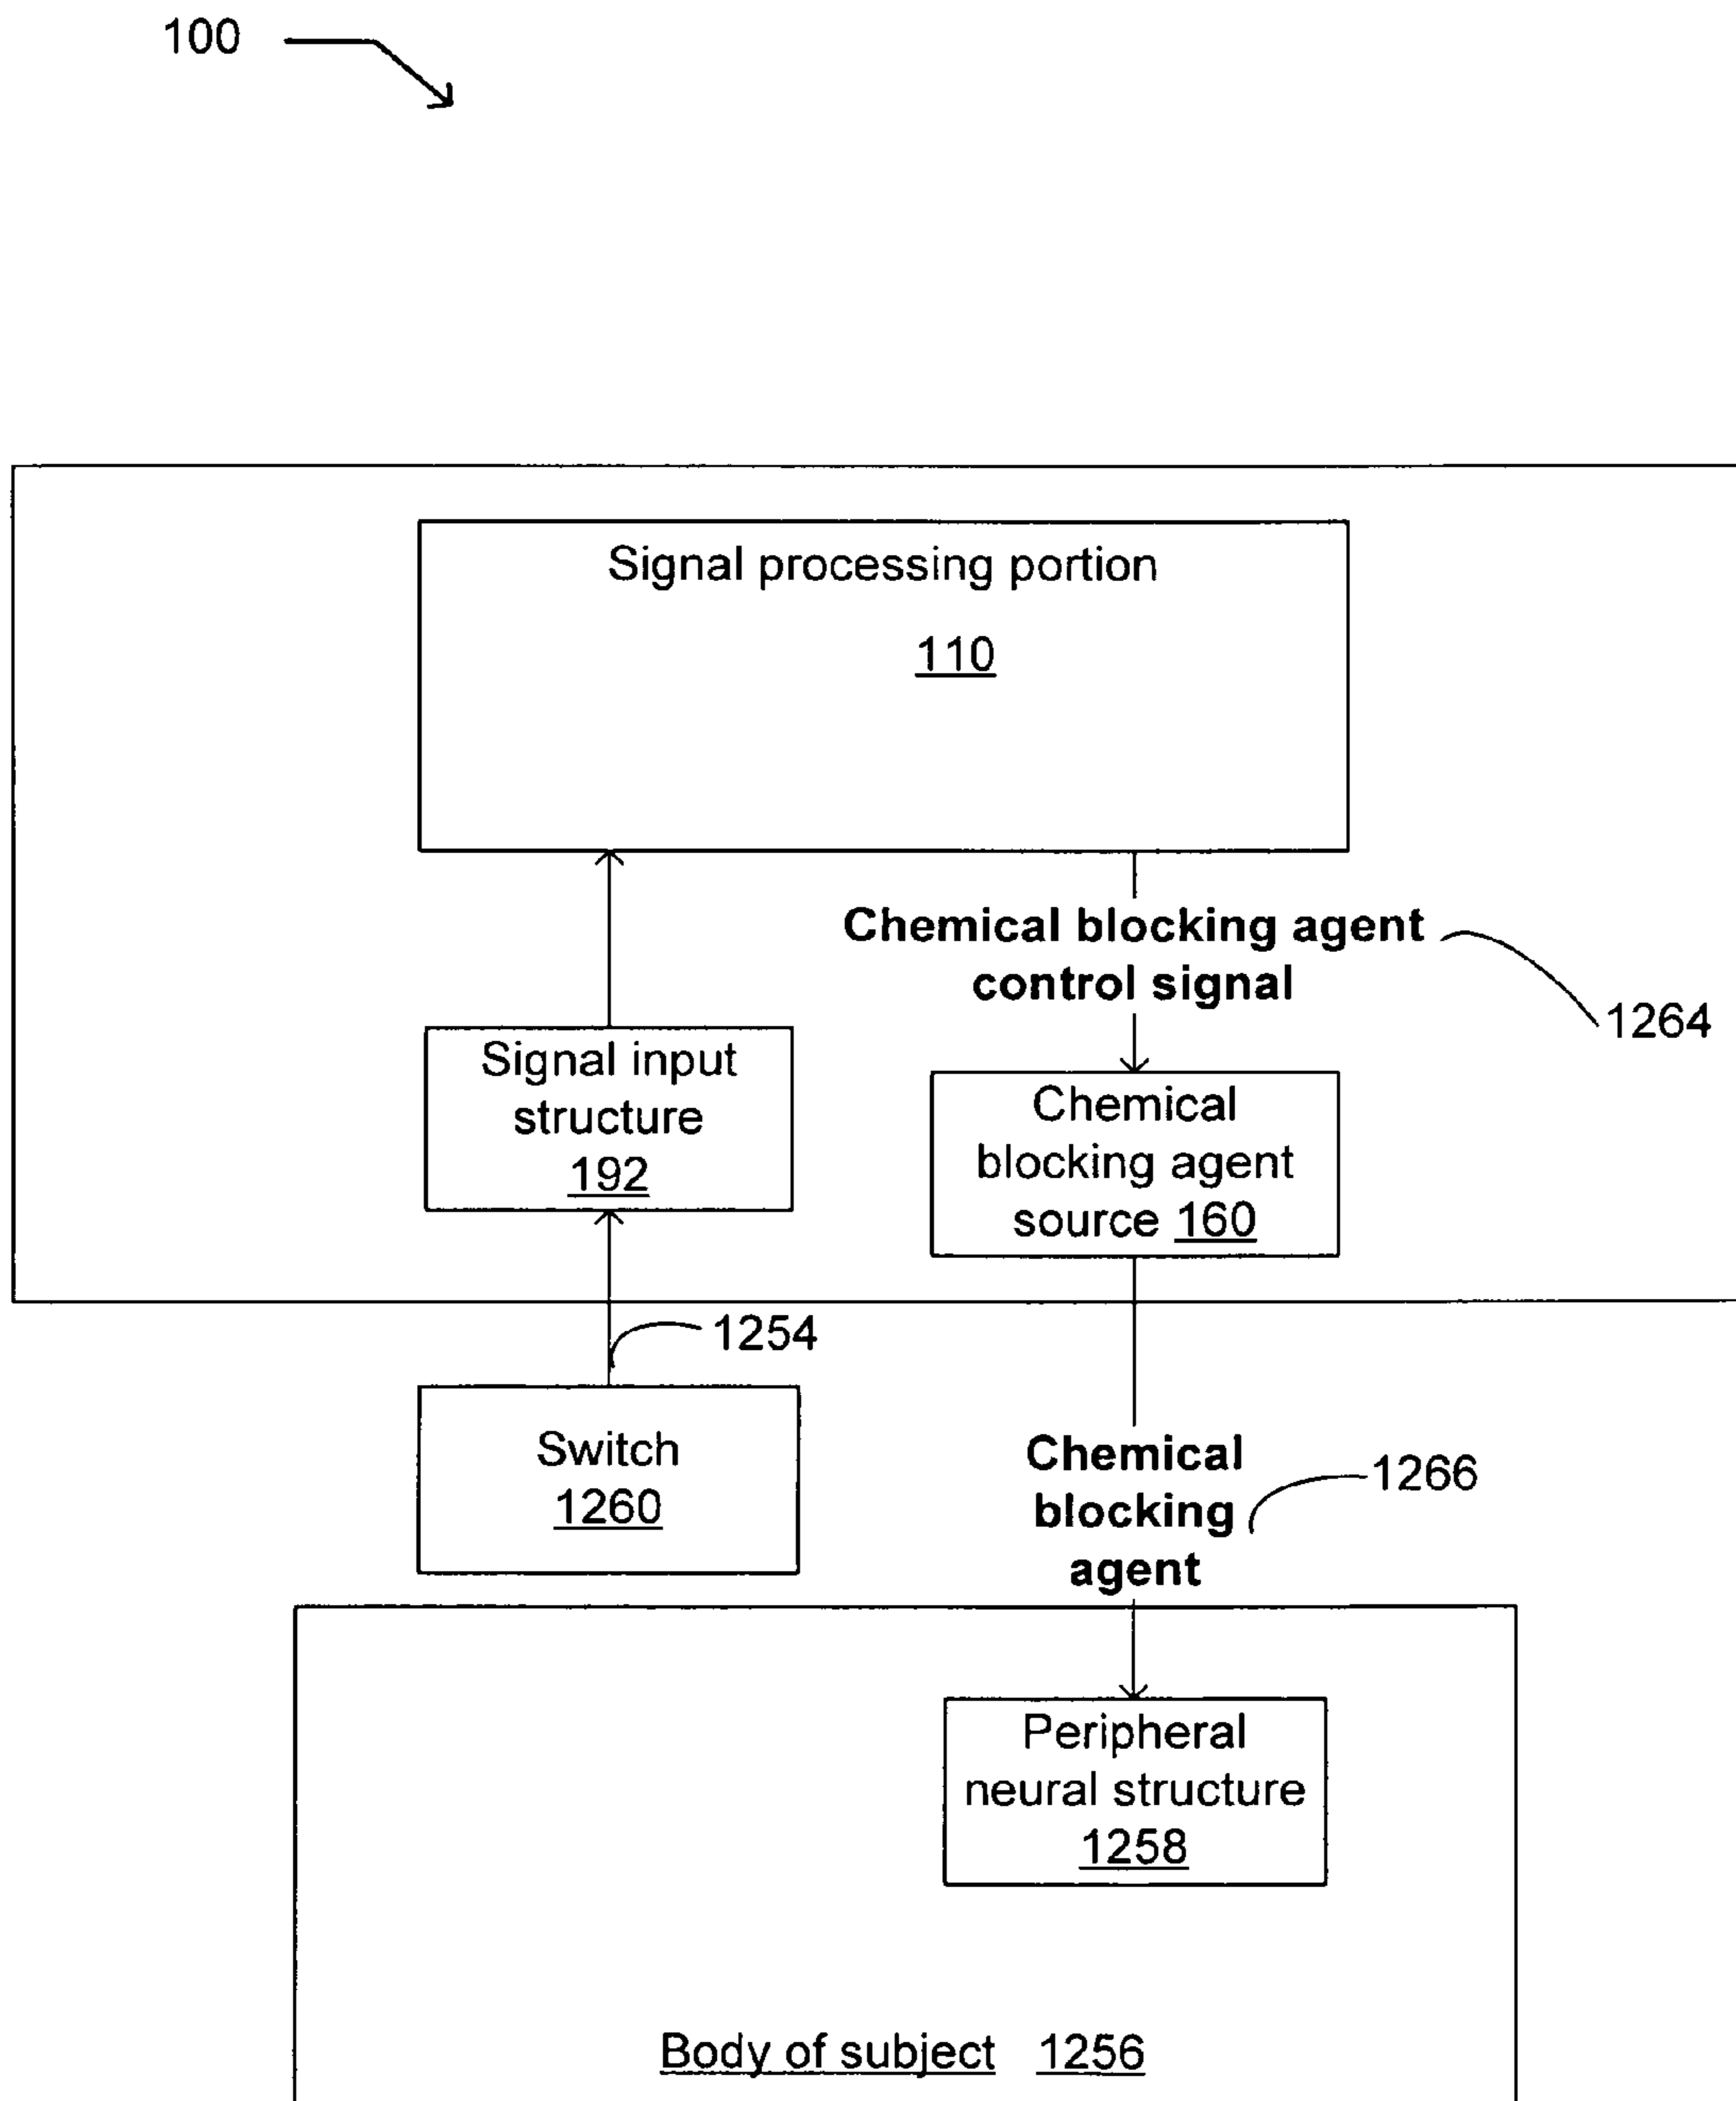 100
Signal processing portion
110
Chemical blocking agent
control signal
1264
Signal input
structure
192
Chemical
blocking agent
source 160
1254
Switch
1260
Chemical
blocking
agent
1266
Peripheral
neural structure
1258
Body of subject 1256